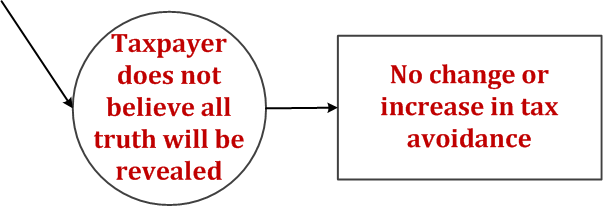 Taxpayer
does not
believe all
truth will be
revealed
No change or
increase in tax
avoidance